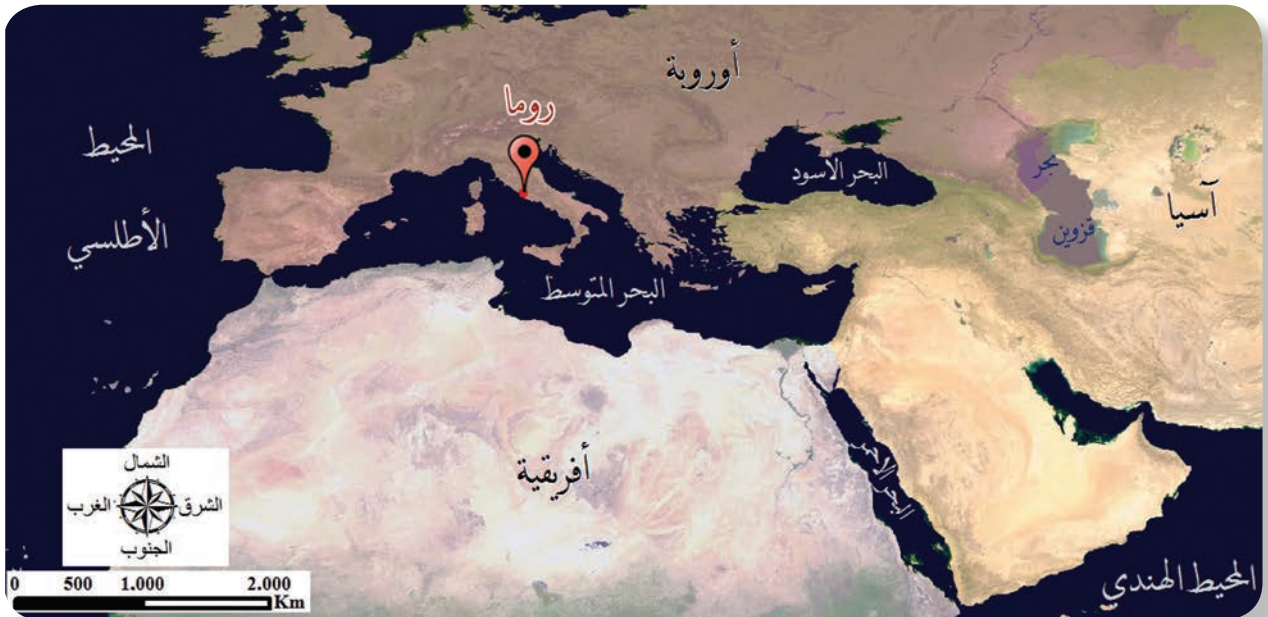 أوروبة
روما
المحيط
الأطلسي
البحر الاسود
بحر
قزوين
آسيا
البحر المتوسط
أفريقية
البحر الاحمر
المحيط الهندي
الشمال
الشرق
الغرب
الجنوب
0 500 1.000 2.000
Km